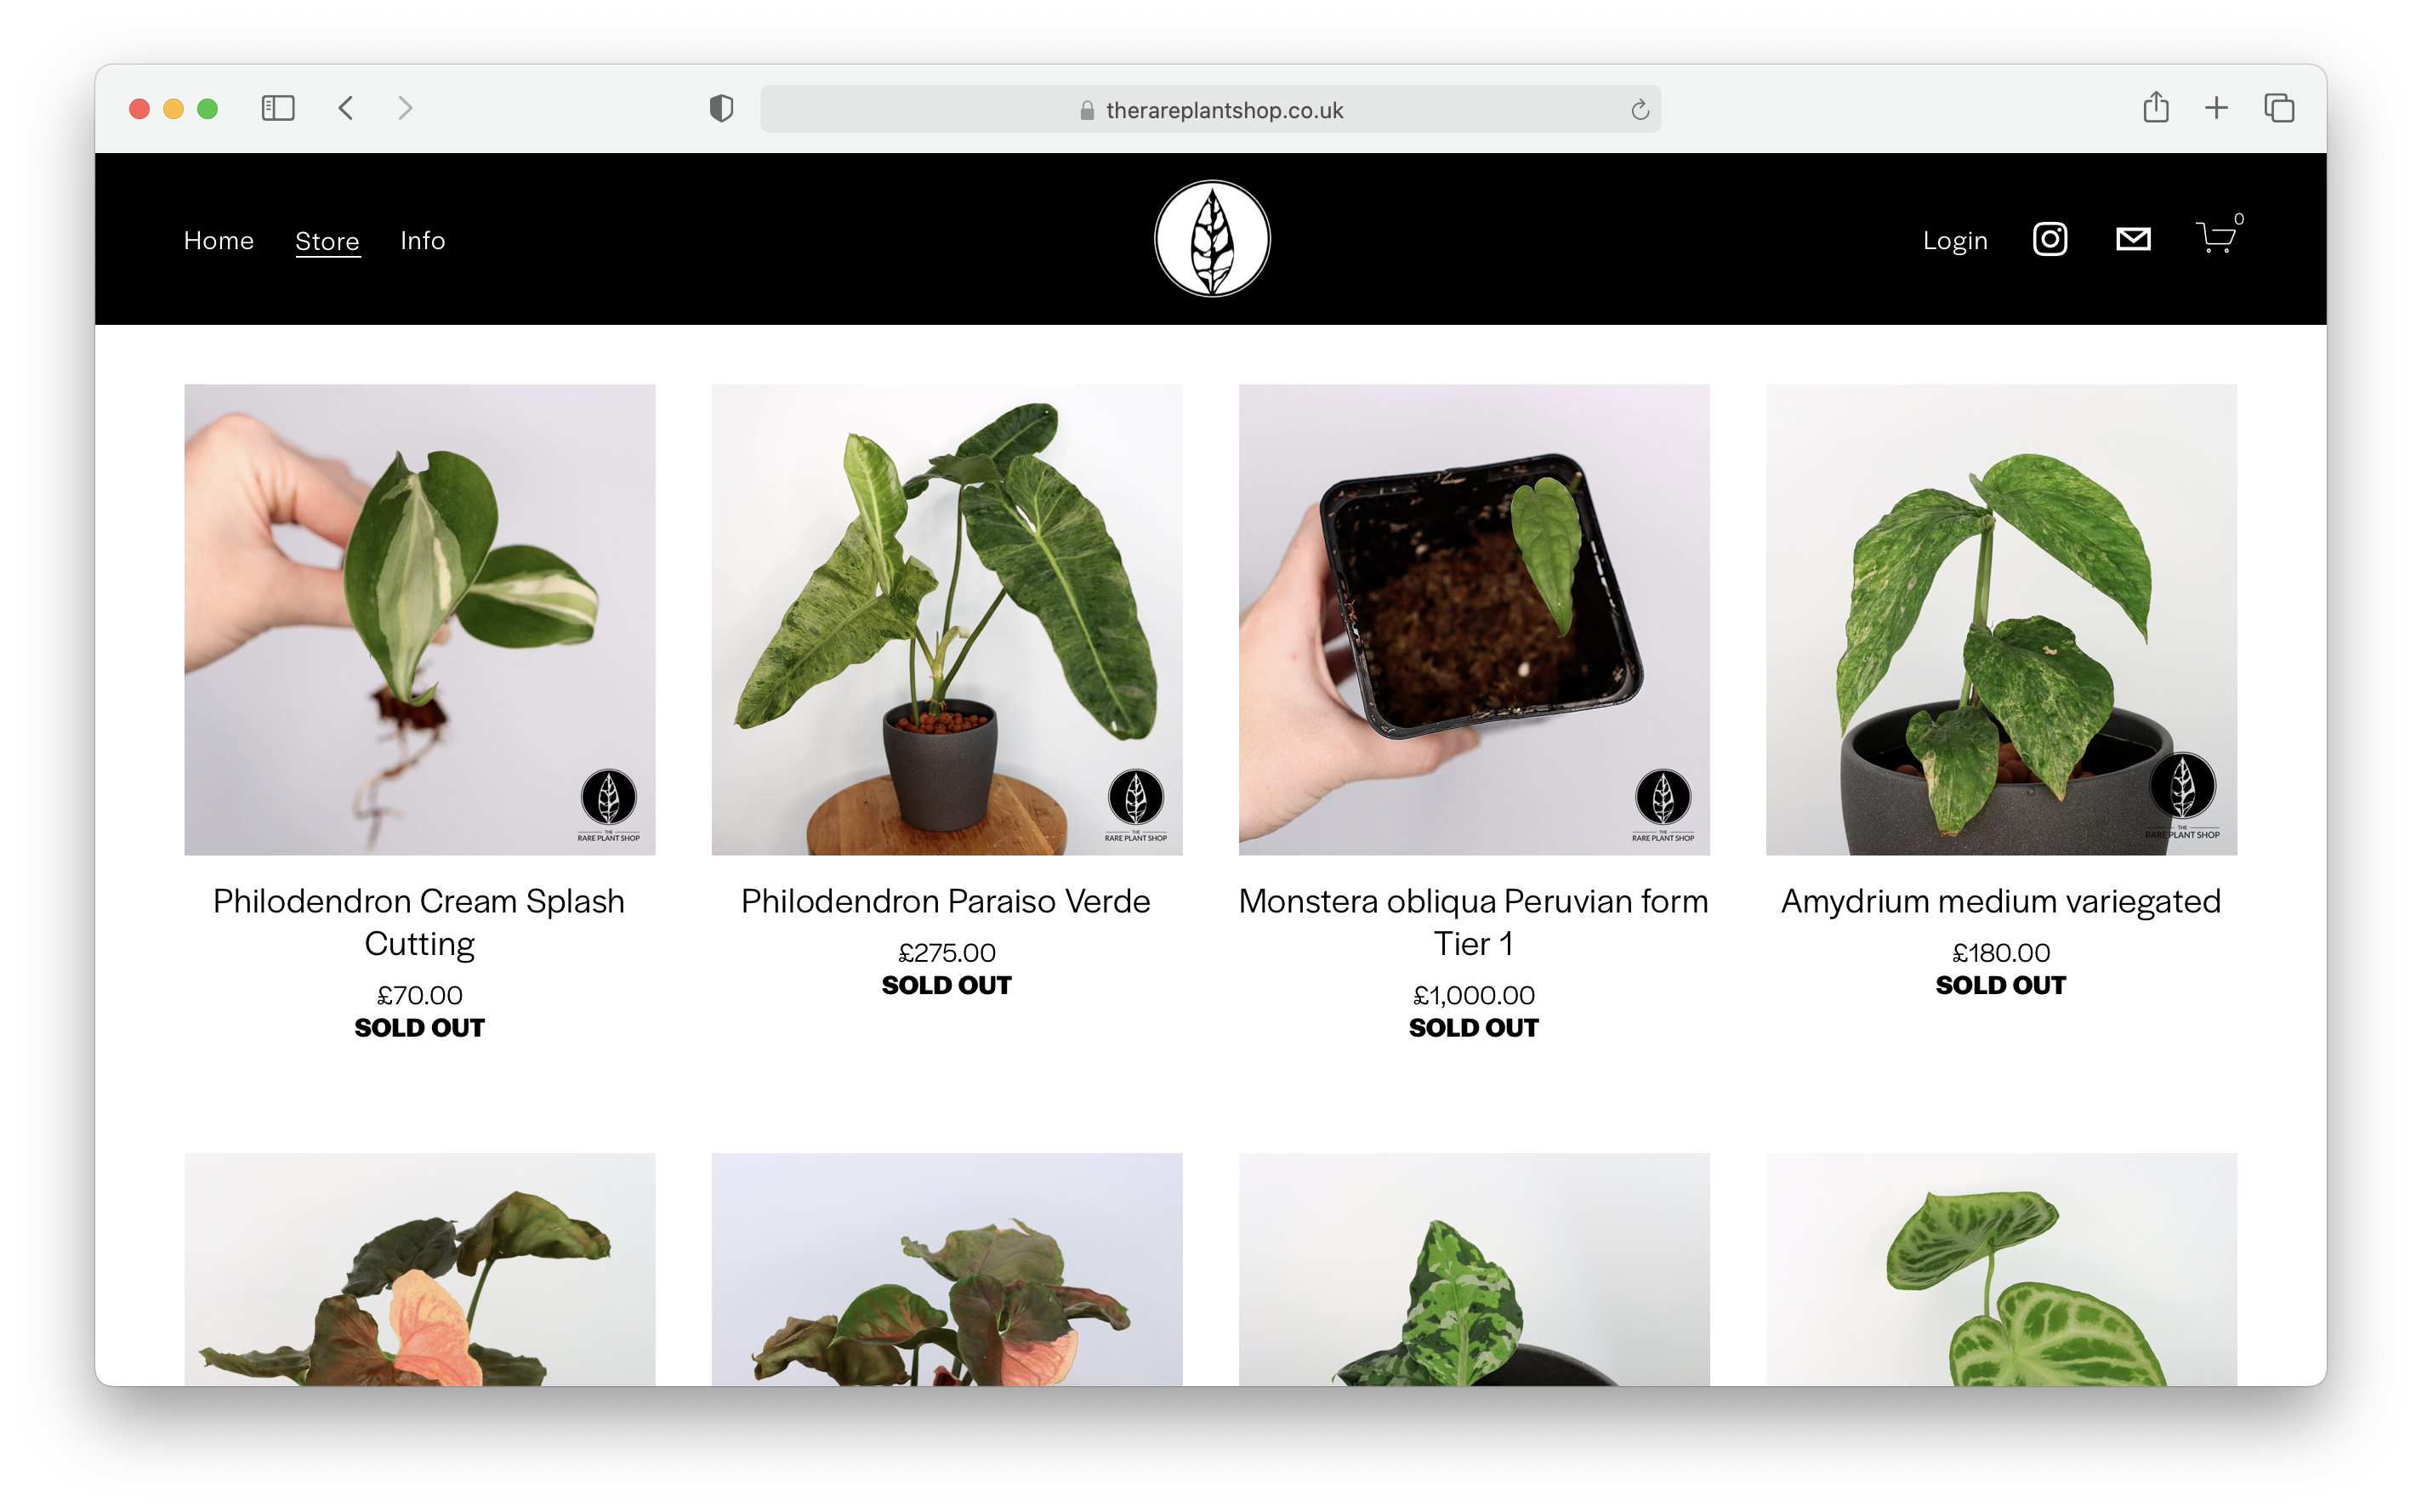 therareplantshop.co.uk
Home Store Info
Login
0
THE
RARE PLANT SHOP
THE
RARE PLANT SHOP
THE
RARE PLANT SHOP
THE
RARE PLANT SHOP
Philodendron Cream Splash
Cutting
£70.00
SOLD OUT
Philodendron Paraiso Verde
£275.00
SOLD OUT
Monstera obliqua Peruvian form
Tier 1
£1,000.00
SOLD OUT
Amydrium medium variegated
£180.00
SOLD OUT